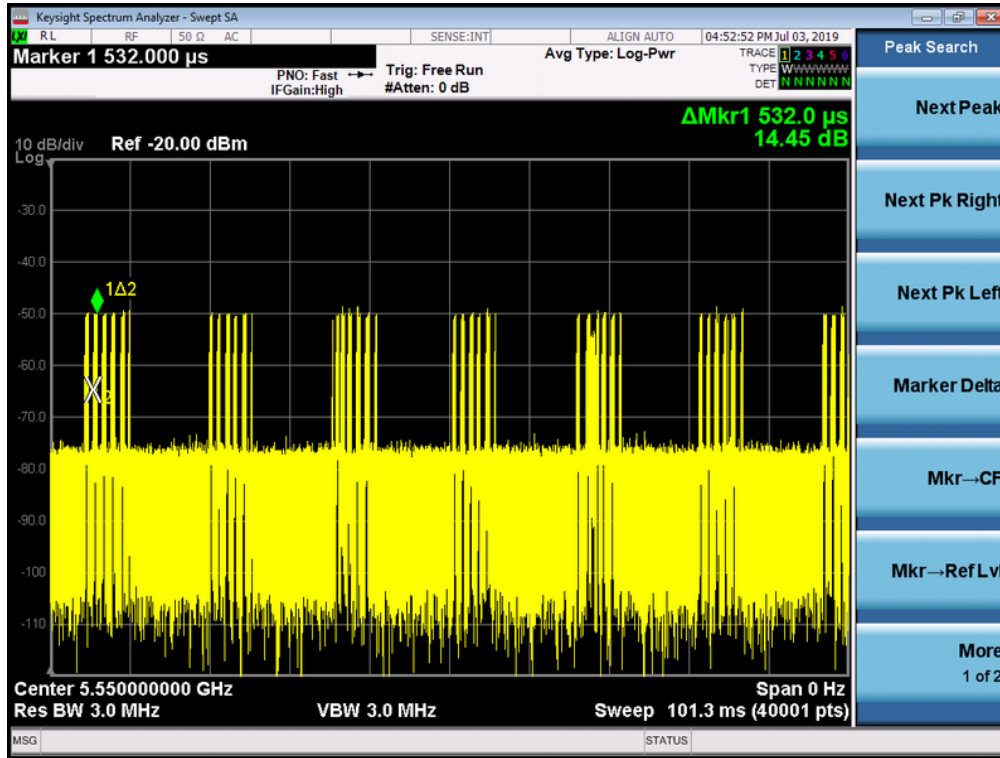 Keysight Spectrum Analyzer - Swept SA
LXI RL RF 50 Ω AC SENSE:INT ALIGN AUTO 04:52:52 PM Jul 03, 2019
Marker 1 532.000 µs
PNO: Fast
IFGain:High
Trig: Free Run
#Atten: 0 dB
Avg Type: Log-Pwr
TRACE 1 2 3 4 5 6
TYPE WWWWWW
DET N N N N N N
ΔMkr1 532.0 µs
14.45 dB
10 dB/div Ref -20.00 dBm
Log
-30.0
-40.0
1Δ2
-50.0
-60.0
2
-70.0
-80.0
-90.0
-100
-110
Center 5.550000000 GHz Span 0 Hz
Res BW 3.0 MHz VBW 3.0 MHz Sweep 101.3 ms (40001 pts)
MSG STATUS
Peak Search
Next Peak
Next Pk Right
Next Pk Left
Marker Delta
Mkr→CF
Mkr→Ref Lvl
More
1 of 2